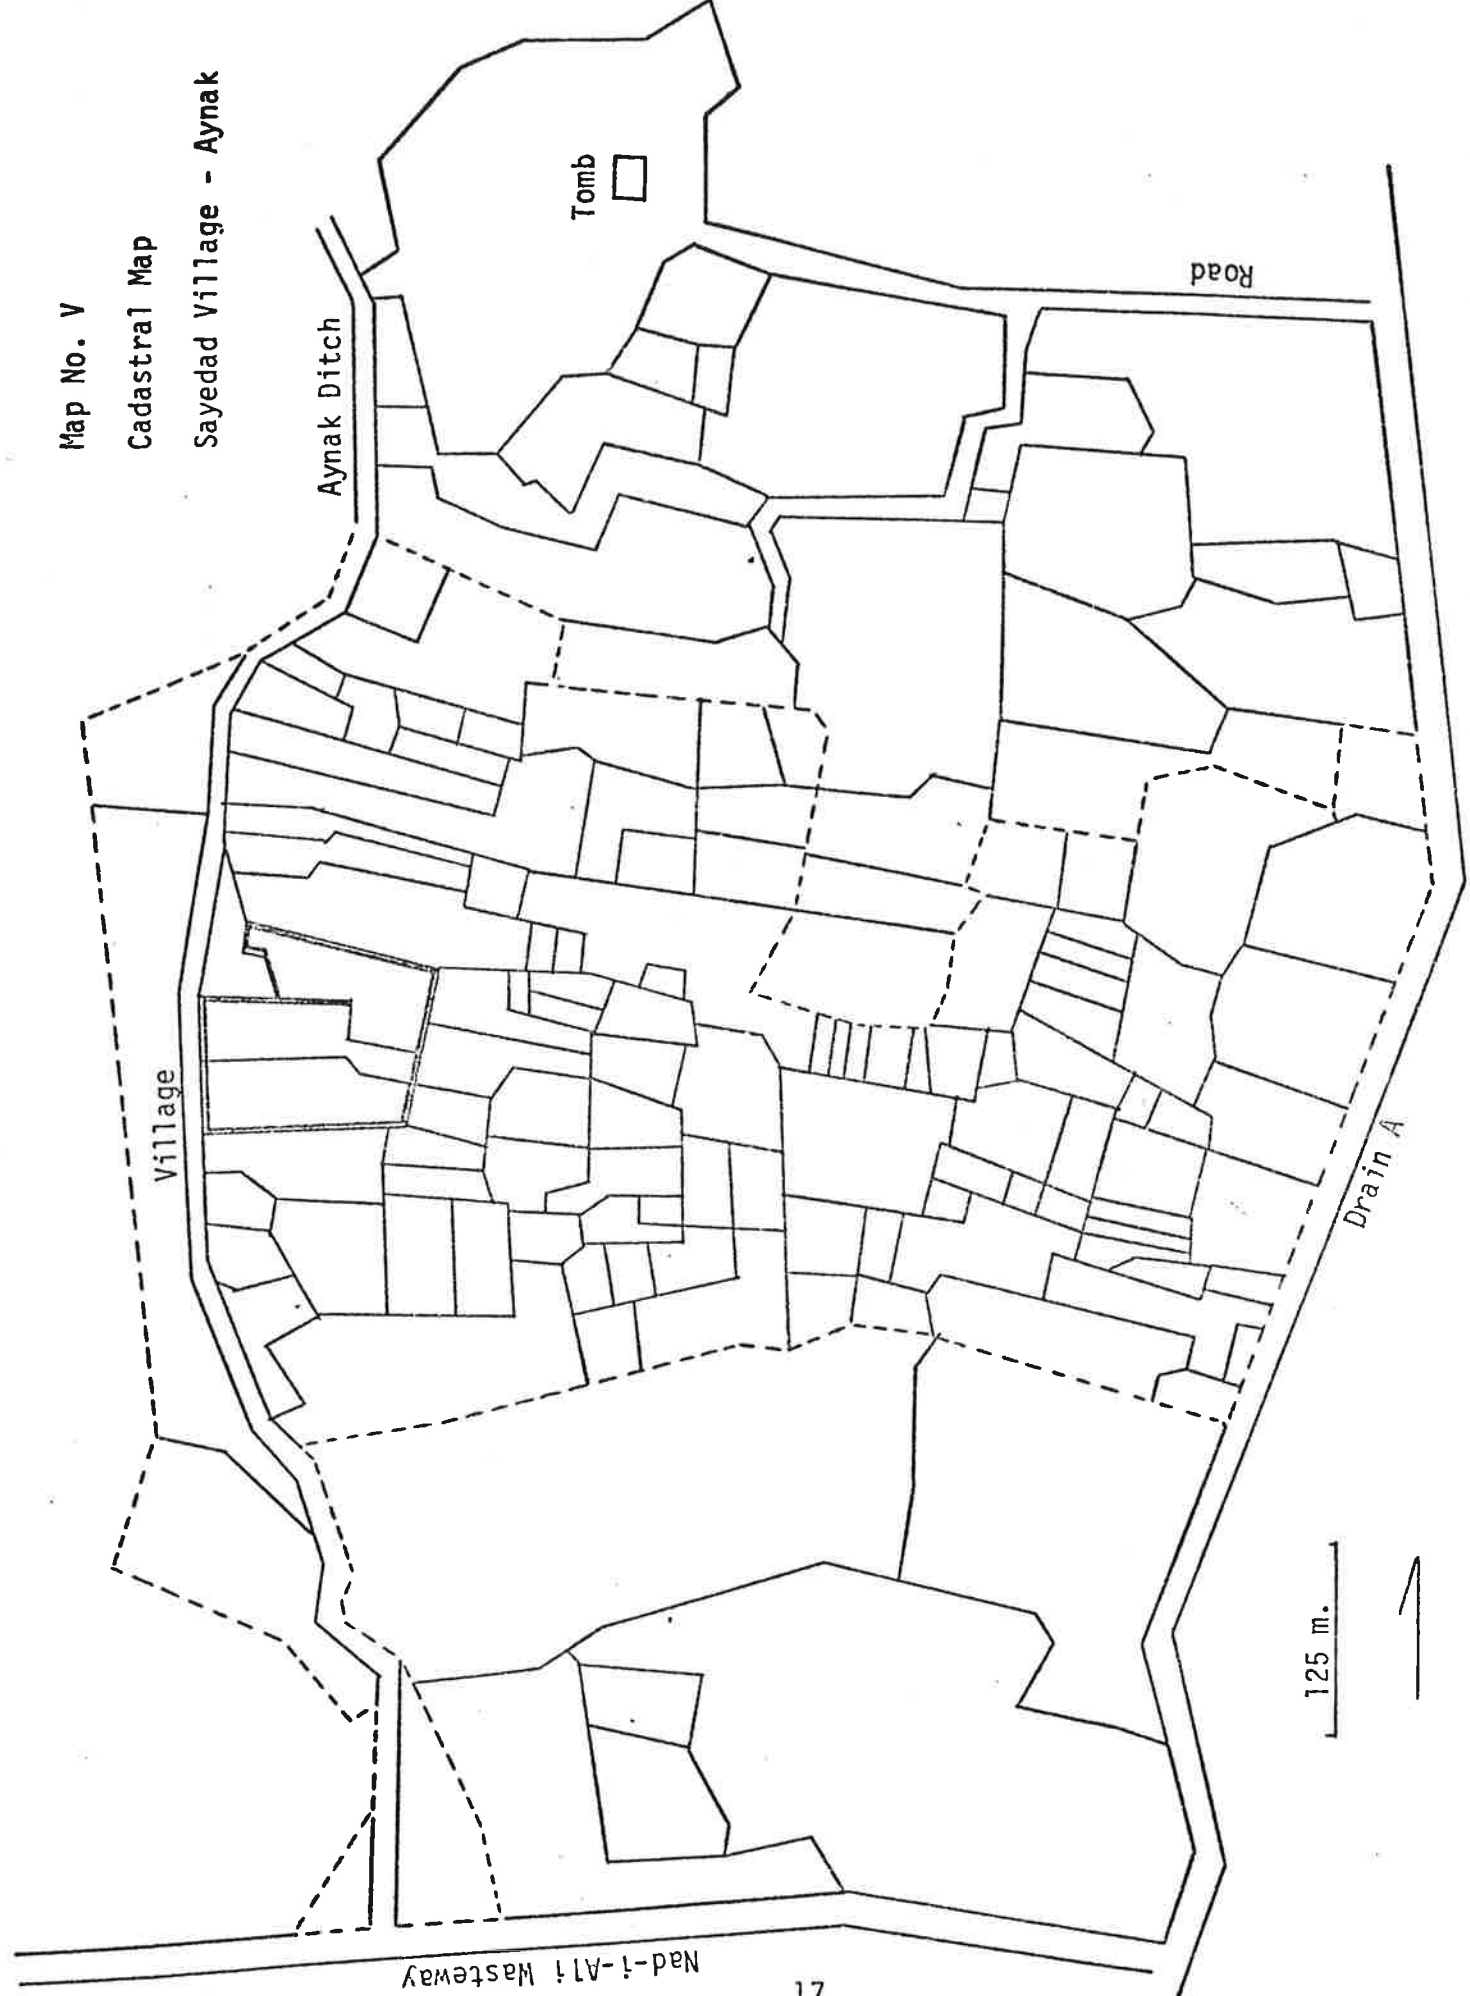 Map No. V
Cadastral Map
Sayedad Village - Aynak
Aynak Ditch
Tomb
Road
Village
Drain A
125 m.
Nad-i-Ali Wasteway
17